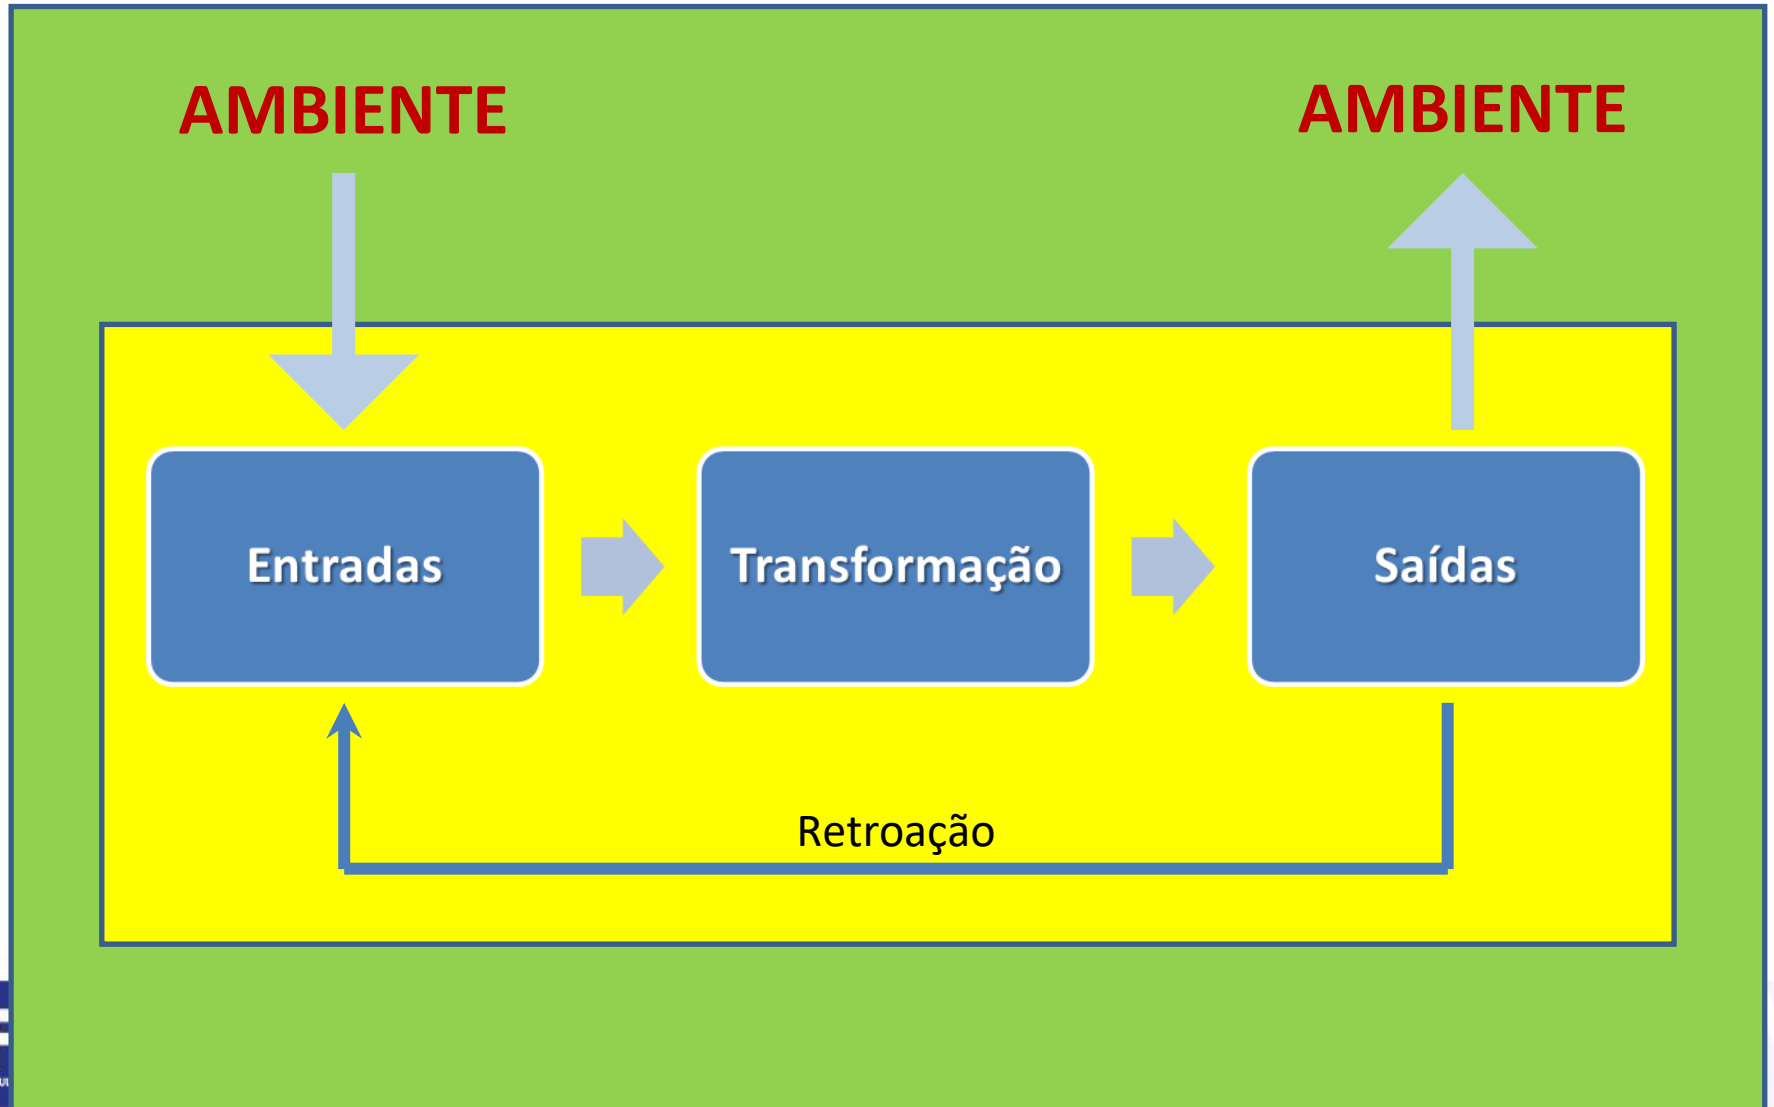 AMBIENTE
AMBIENTE
Entradas
Transformação
Saídas
Retroação